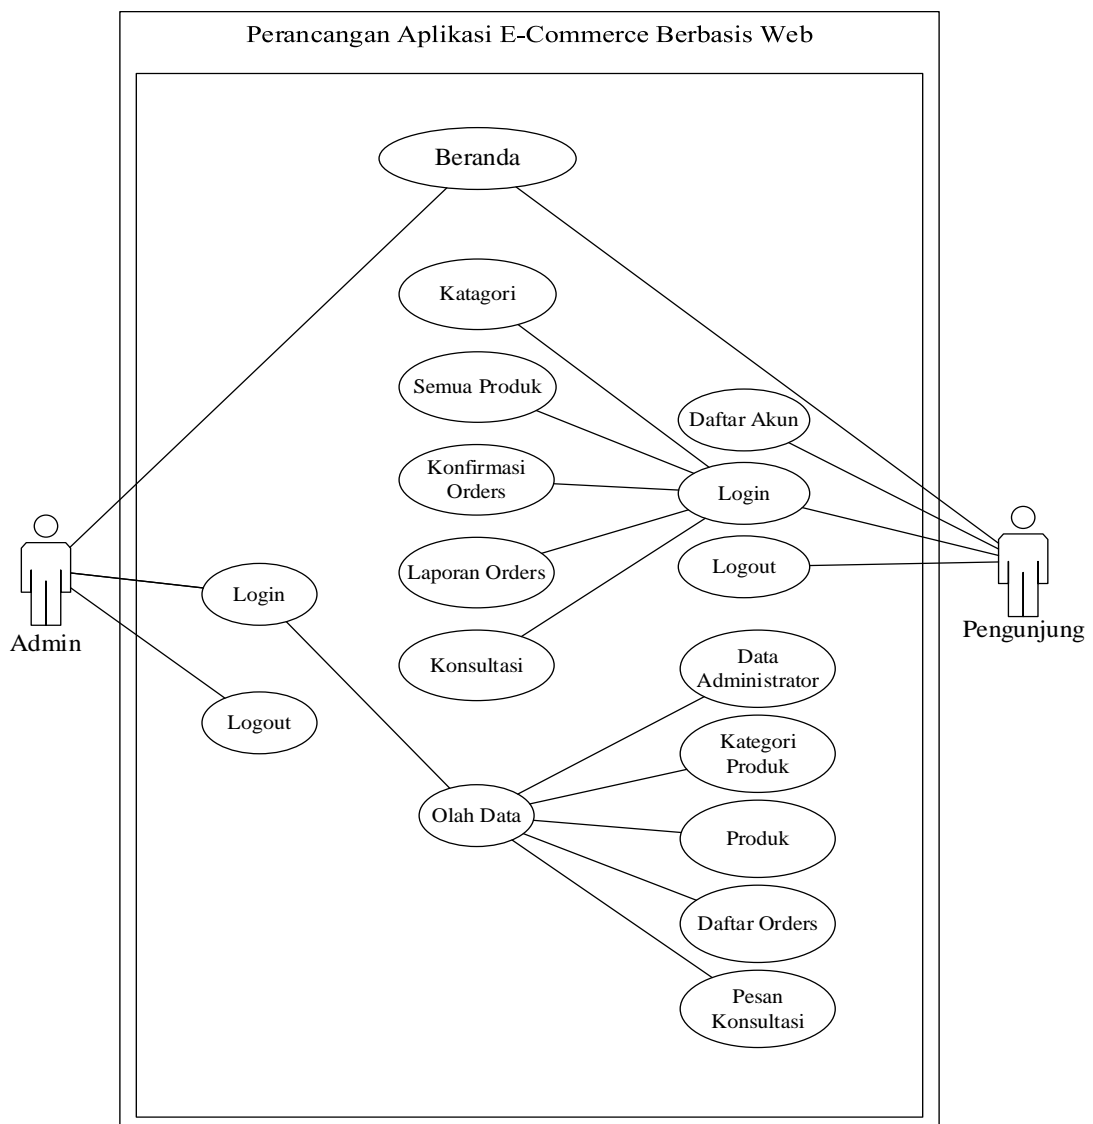 Perancangan Aplikasi E-Commerce Berbasis Web
Beranda
Katagori
Semua Produk
Daftar Akun
Konfirmasi
Orders
Login
Laporan Orders
Logout
Login
Admin
Pengunjung
Konsultasi
Data
Administrator
Logout
Kategori
Produk
Olah Data
Produk
Daftar Orders
Pesan
Konsultasi